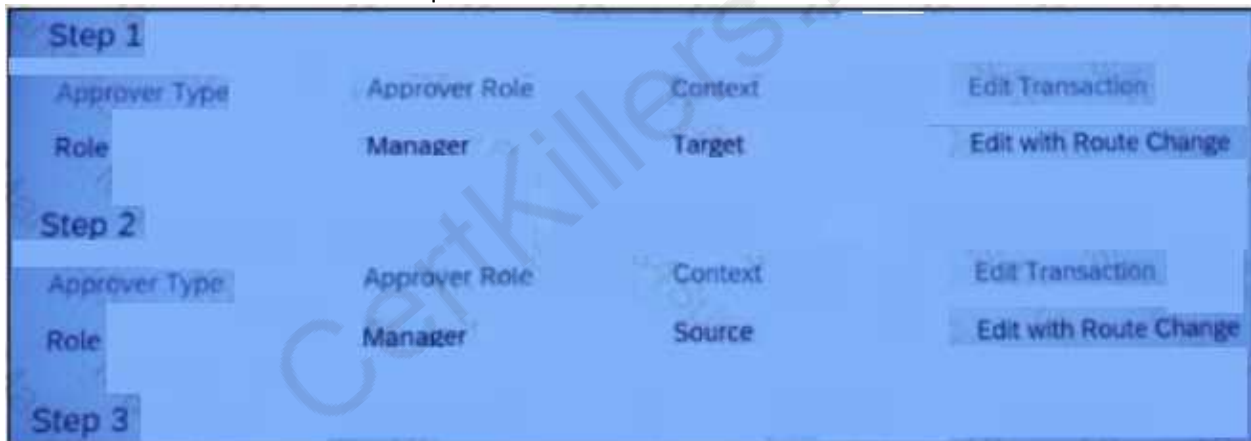 Step 1
Approver Type Approver Role Context Edit Transaction
Role Manager Target Edit with Route Change
Step 2
Approver Type Approver Role Context Edit Transaction
Role Manager Source Edit with Route Change
Step 3
CertKillers